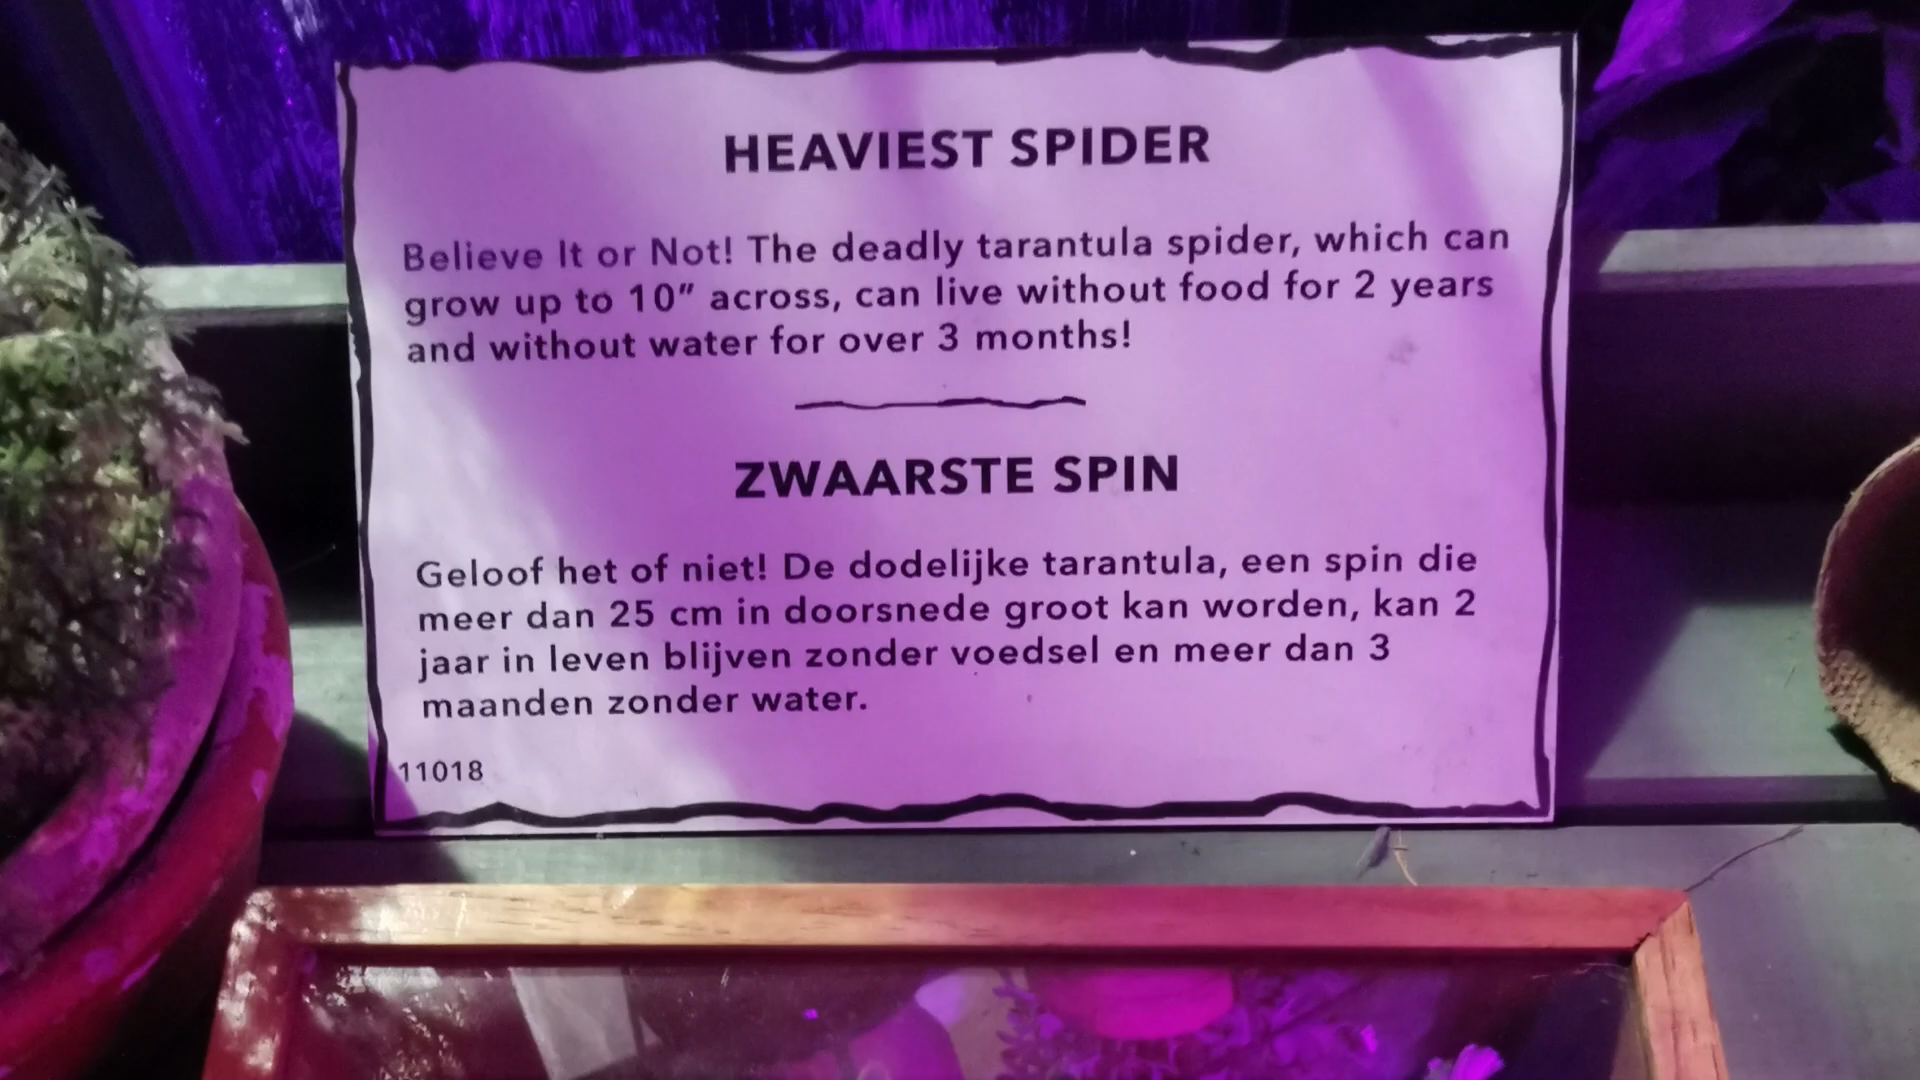 HEAVIEST SPIDER
Believe It or Not! The deadly tarantula spider, which can
grow up to 10” across, can live without food for 2 years
and without water for over 3 months!
ZWAARSTE SPIN
Geloof het of niet! De dodelijke tarantula, een spin die
meer dan 25 cm in doorsnede groot kan worden, kan 2
jaar in leven blijven zonder voedsel en meer dan 3
maanden zonder water.
11018